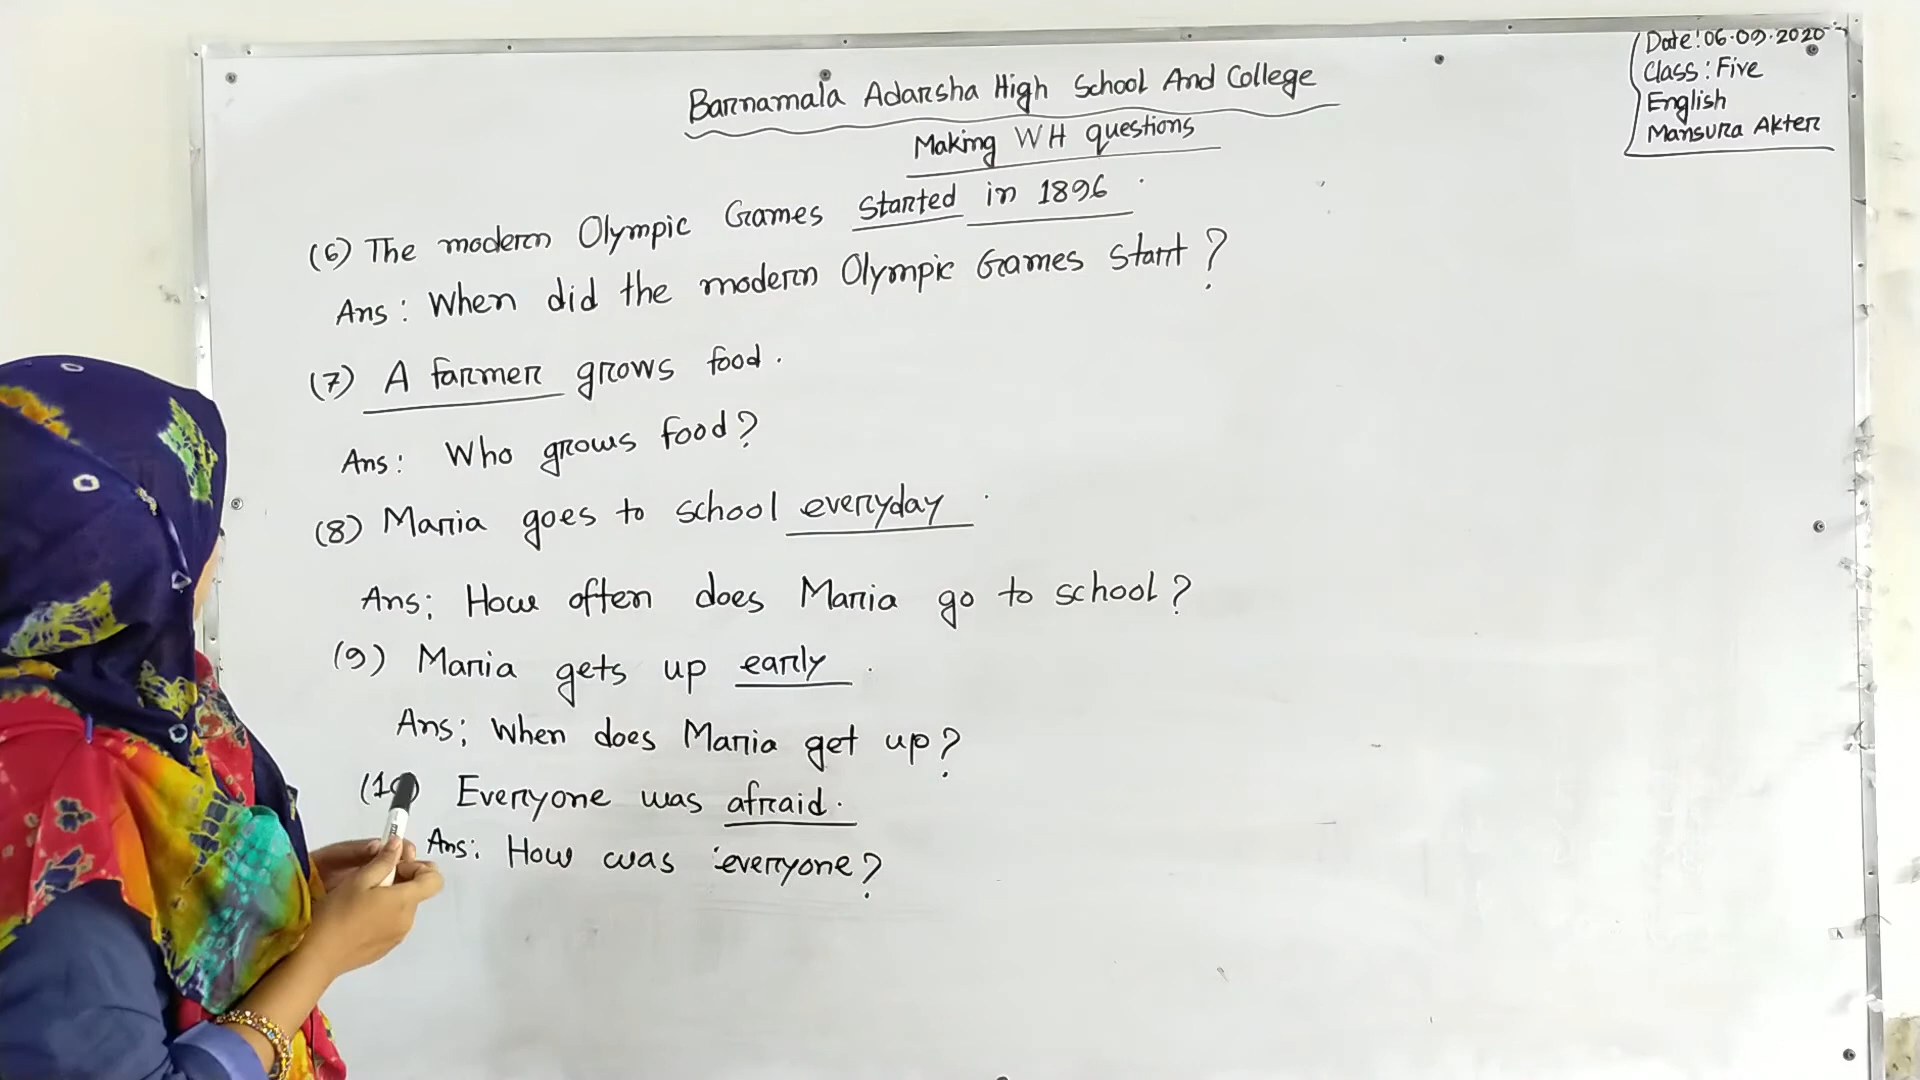 Barnamala Adarsha High School And College
Making WH questions
Date: 06.09.2020
Class: Five
English
Mansura Akter
(6) The modern Olympic Games started in 1896.
Ans: When did the modern Olympic Games start?
(7) A farmer grows food.
Ans: Who grows food?
(8) Maria goes to school everyday.
Ans: How often does Maria go to school?
(9) Maria gets up early.
Ans: When does Maria get up?
(10) Everyone was afraid.
Ans: How was everyone?